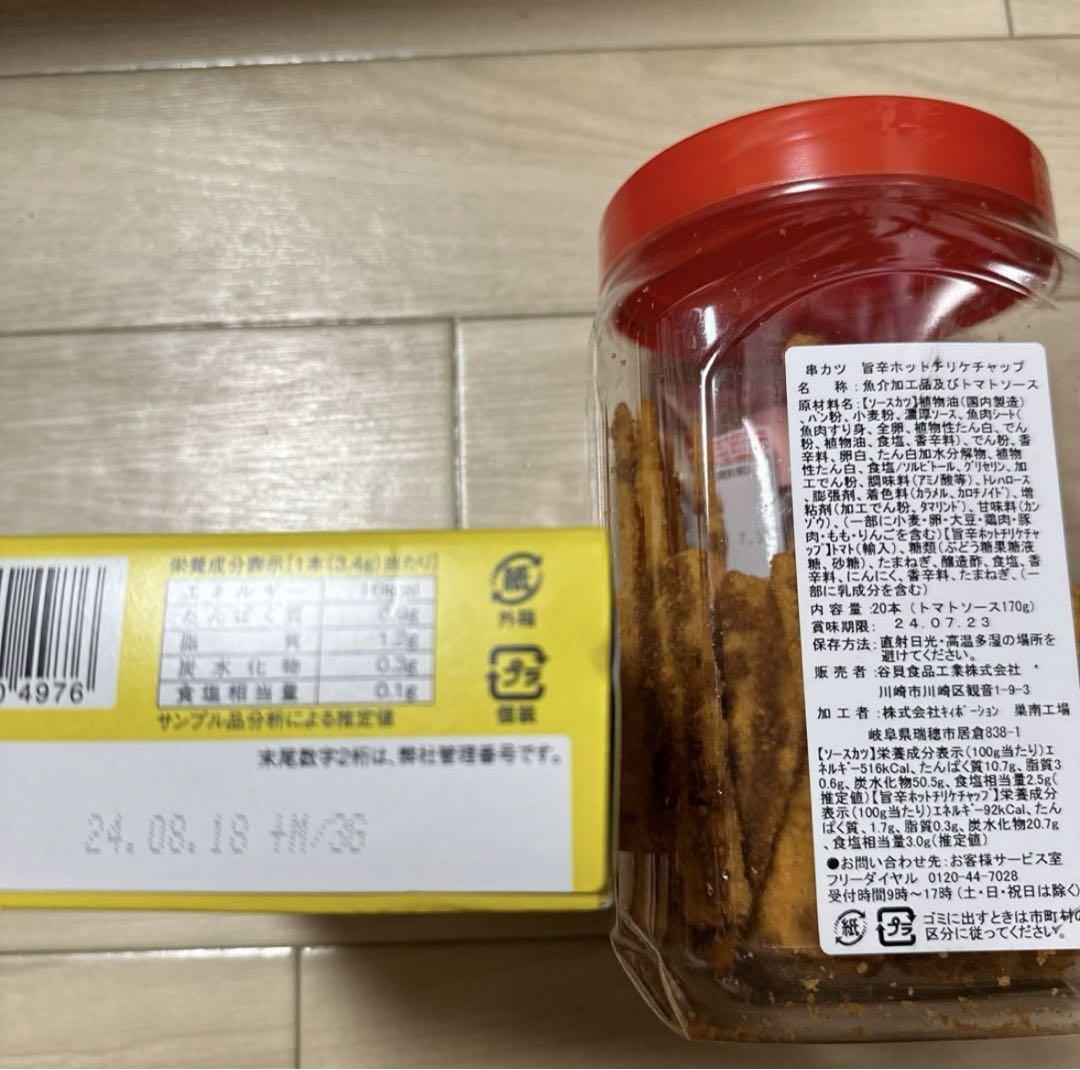 0 4976
栄養成分表示[1本(3.4g)当たり]
たんぱく質
脂質 1.2g
炭水化物 0.3g
食塩相当量 0.1g
サンプル品分析による推定値
紙
外箱
プラ
個装
末尾数字2桁は、弊社管理番号です。
串カツ 旨辛ホットチリケチャップ
名 称:魚介加工品及びトマトソース
原材料名:【ソースカツ】植物油(国内製造)
、パン粉、小麦粉、濃厚ソース、魚肉シート(
魚肉すり身、全卵、植物性たん白、でん
粉、植物油、食塩、香辛料)、でん粉、香
辛料、卵白、たん白加水分解物、植物
性たん白、食塩/ソルビトール、グリセリン、加
工でん粉、調味料(アミノ酸等)、トレハロース
、膨張剤、着色料(カラメル、カロチノイド)、増
粘剤(加工でん粉、タマリンド)、甘味料(カン
ゾウ)、(一部に小麦・卵・大豆・鶏肉・豚
肉・もも・りんごを含む)【旨辛ホットチリケチャ
ップ】トマト(輸入)、糖類(ぶどう糖果糖液
糖、砂糖)、たまねぎ、醸造酢、食塩、香
辛料、にんにく、香辛料、たまねぎ、(一
部に乳成分を含む)
内容量:20本(トマトソース170g)
賞味期限: 24.07.23
保存方法:直射日光・高温多湿の場所を
避けてください。
販売者:谷貝食品工業株式会社
川崎市川崎区観音1-9-3
加工者:株式会社ｷｨﾎﾟｰション 巣南工場
岐阜県瑞穂市居倉838-1
【ソースカツ】栄養成分表示(100g当たり)エ
ネルギー516kCal、たんぱく質10.7g、脂質3
0.6g、炭水化物50.5g、食塩相当量2.5g(
推定値)【旨辛ホットチリケチャップ】栄養成分
表示(100g当たり)エネルギー92kCal、たん
ぱく質、1.7g、脂質0.3g、炭水化物20.7g
、食塩相当量3.0g(推定値)
●お問い合わせ先:お客様サービス室
フリーダイヤル 0120-44-7028
受付時間9時～17時(土・日・祝日は除く)
紙 プラ ゴミに出すときは市町村の
区分に従ってください。